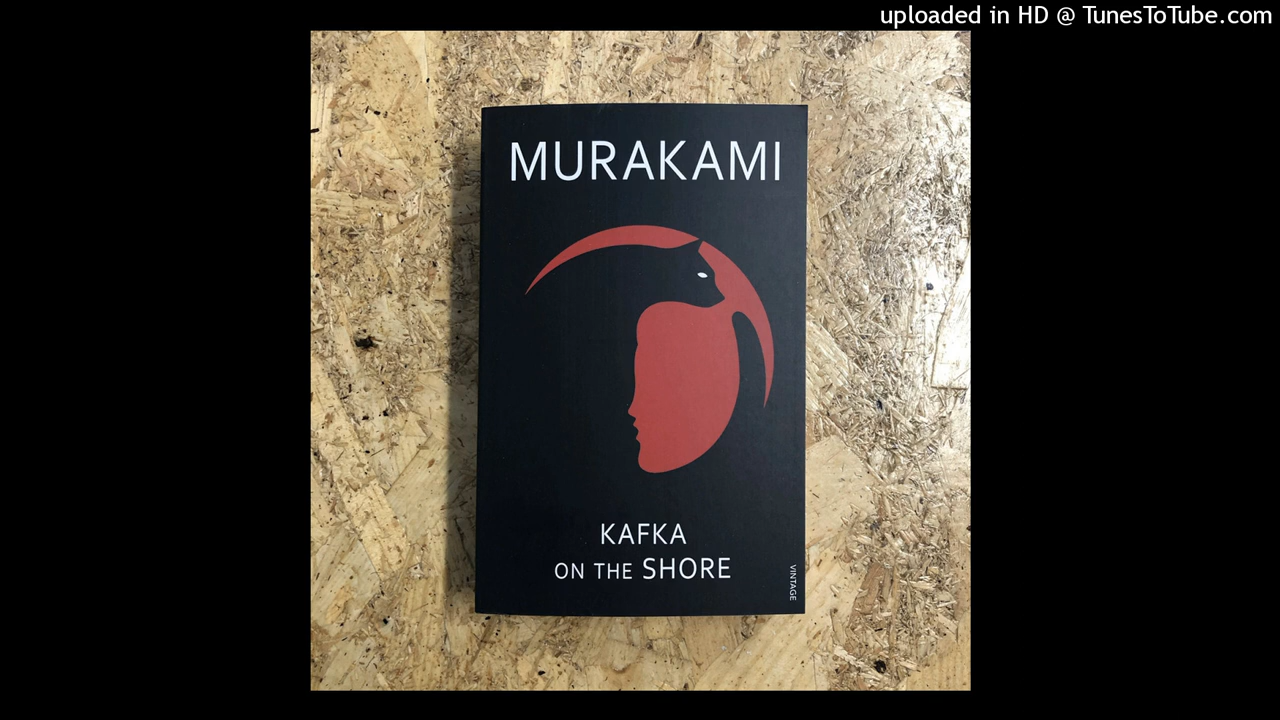 uploaded in HD @ TunesToTube.com
MURAKAMI
KAFKA
ON THE SHORE
VINTAGE